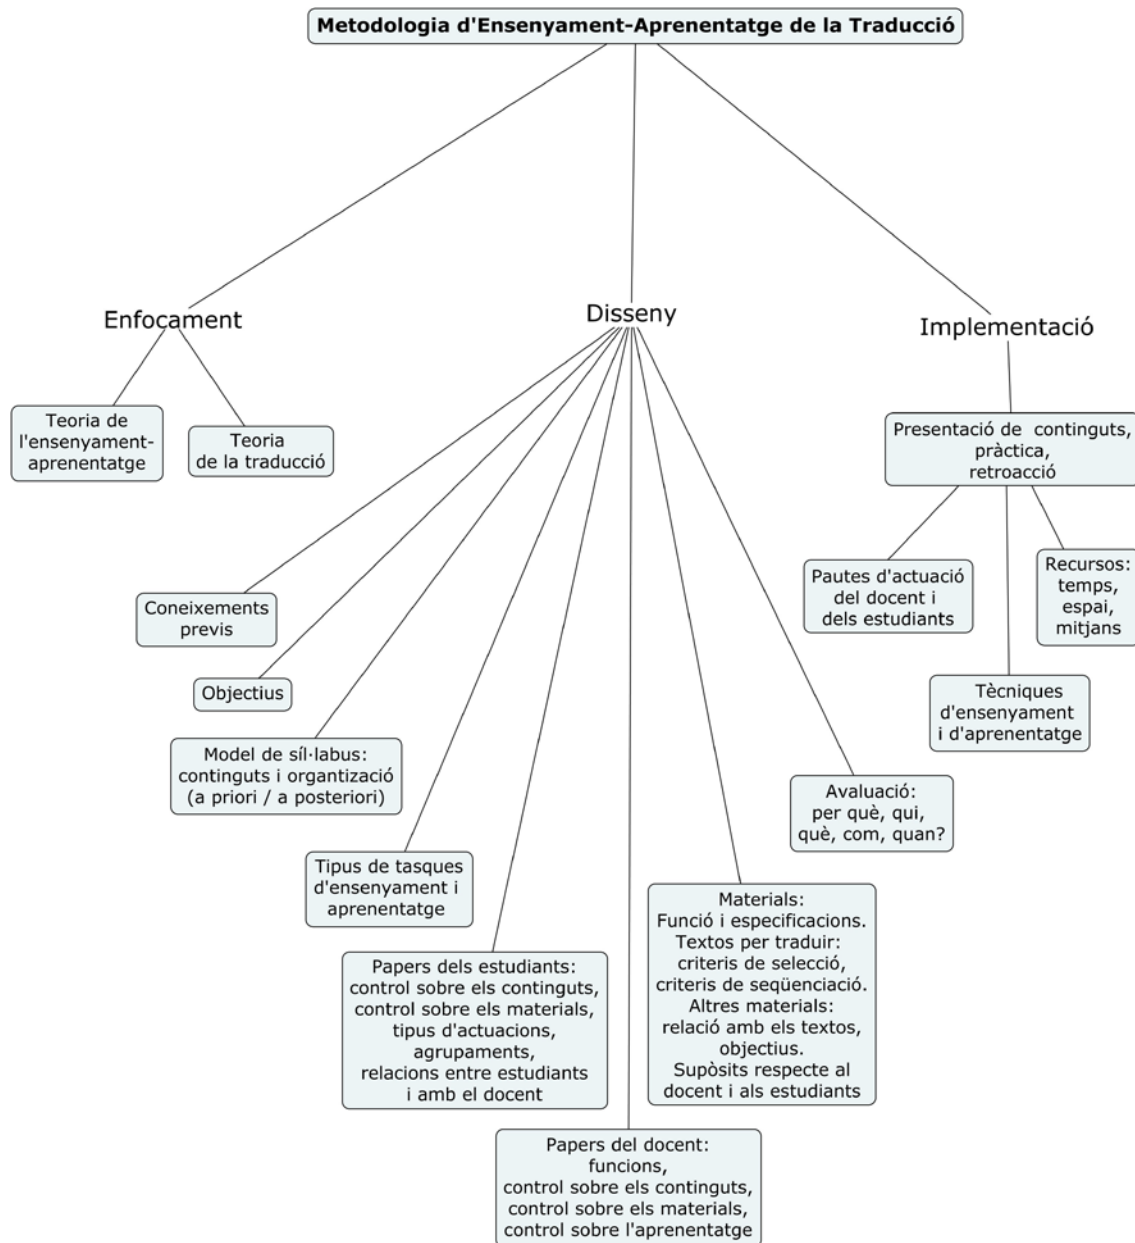 Metodologia d'Ensenyament-Aprenentatge de la Traducció
Enfocament
Disseny
Implementació
Teoria de
l'ensenyament-
aprenentatge
Teoria
de la traducció
Presentació de continguts,
pràctica,
retroacció
Pautes d'actuació
del docent i
dels estudiants
Recursos:
temps,
espai,
mitjans
Tècniques
d'ensenyament
i d'aprenentatge
Coneixements
previs
Objectius
Model de síl·labus:
continguts i organtizació
(a priori / a posteriori)
Tipus de tasques
d'ensenyament i
aprenentatge
Papers dels estudiants:
control sobre els continguts,
control sobre els materials,
tipus d'actuacions,
agrupaments,
relacions entre estudiants
i amb el docent
Papers del docent:
funcions,
control sobre els continguts,
control sobre els materials,
control sobre l'aprenentatge
Materials:
Funció i especificacions.
Textos per traduir:
criteris de selecció,
criteris de seqüenciació.
Altres materials:
relació amb els textos,
objectius.
Supòsits respecte al
docent i als estudiants
Avaluació:
per què, qui,
què, com, quan?